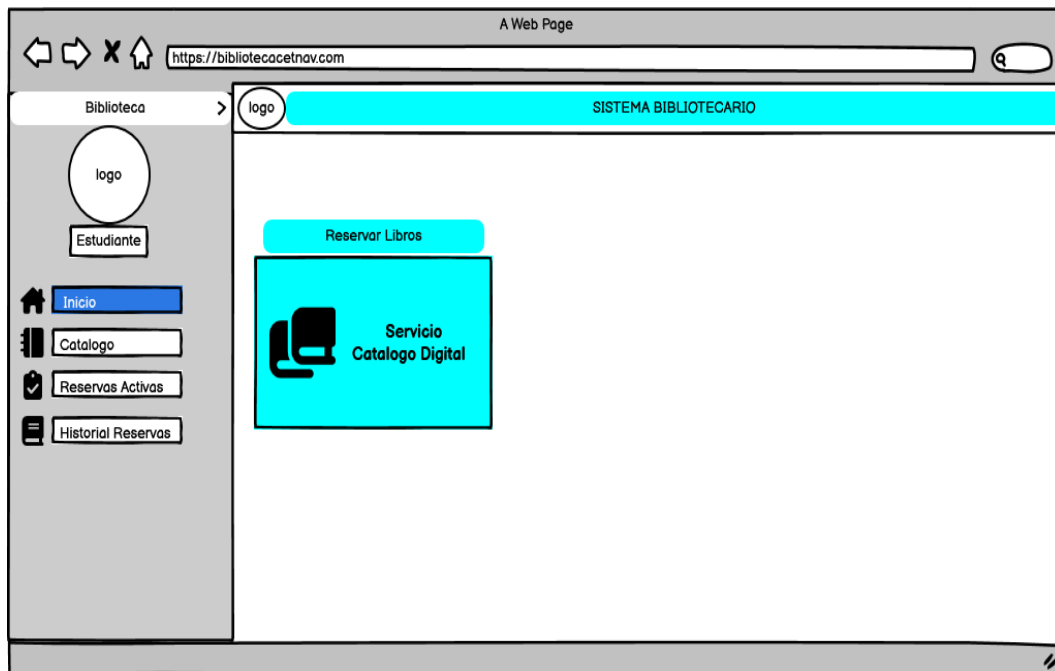 A Web Page
https://bibliotecacetnav.com
Biblioteca
logo
SISTEMA BIBLIOTECARIO
logo
Estudiante
Inicio
Catalogo
Reservas Activas
Historial Reservas
Reservar Libros
Servicio
Catalogo Digital